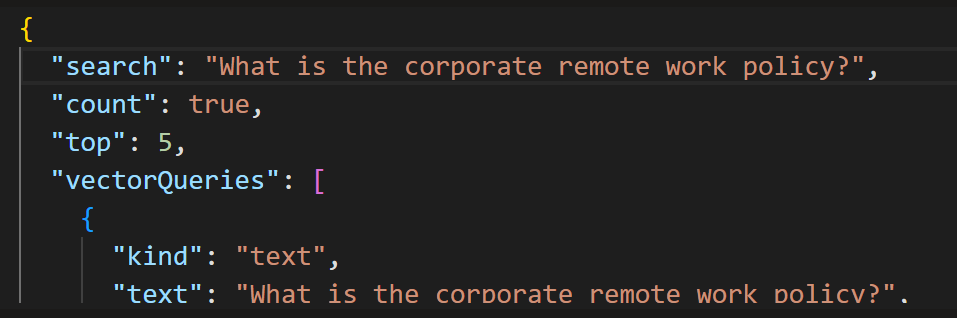 {
"search": "What is the corporate remote work policy?",
"count": true,
"top": 5,
"vectorQueries": [
{
"kind": "text",
"text": "What is the corporate remote work policy?",